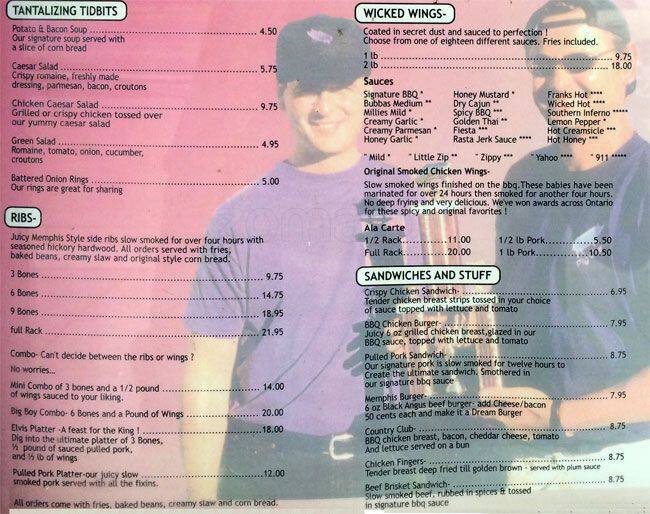 TANTALIZING TIDBITS
Potato & Bacon Soup ........ 4.50
Our signature soup served with
a slice of corn bread
Caesar Salad ........ 5.75
Crispy romaine, freshly made
dressing, parmesan, bacon, croutons
Chicken Caesar Salad ........ 9.75
Grilled or crispy chicken tossed over
our yummy caesar salad
Green Salad ........ 4.95
Romaine, tomato, onion, cucumber,
croutons
Battered Onion Rings ........ 5.00
Our rings are great for sharing
RIBS-
Juicy Memphis Style side ribs slow smoked for over four hours with
seasoned hickory hardwood. All orders served with fries,
baked beans, creamy slaw and original style corn bread.
3 Bones ........ 9.75
6 Bones ........ 14.75
9 Bones ........ 18.95
full Rack ........ 21.95
Combo- Can't decide between the ribs or wings ?
No worries...
Mini Combo of 3 bones and a 1/2 pound ........ 14.00
of wings sauced to your liking.
Big Boy Combo- 6 Bones and a Pound of Wings ........ 20.00
Elvis Platter -A feast for the King ! ........ 18.00
Dig into the ultimate platter of 3 Bones,
½ pound of sauced pulled pork,
and ½ lb of wings
Pulled Pork Platter-our juicy slow ........ 12.00
smoked pork served with all the fixins.
All orders come with fries, baked beans, creamy slaw and corn bread.
WICKED WINGS-
Coated in secret dust and sauced to perfection !
Choose from one of eighteen different sauces. Fries included.
1 lb ........ 9.75
2 lb ........ 18.00
Sauces
Signature BBQ * Honey Mustard * Franks Hot ****
Bubbas Medium ** Dry Cajun ** Wicked Hot ****
Millies Mild * Spicy BBQ *** Southern Inferno *****
Creamy Garlic * Golden Thai ** Lemon Pepper *
Creamy Parmesan * Fiesta *** Hot Creamsicle ***
Honey Garlic * Rasta Jerk Sauce **** Hot Honey ***
" Mild * " Little Zip ** " Zippy *** " Yahoo **** " 911 *****
Original Smoked Chicken Wings-
Slow smoked wings finished on the bbq.These babies have been
marinated for over 24 hours then smoked for another four hours.
No deep frying and very delicious. We've won awards across Ontario
for these spicy and original favorites !
Ala Carte
1/2 Rack........11.00 1/2 lb Pork........5.50
Full Rack........20.00 1 lb Pork........10.50
SANDWICHES AND STUFF
Crispy Chicken Sandwich- ........ 6.95
Tender chicken breast strips tossed in your choice
of sauce topped with lettuce and tomato
BBQ Chicken Burger- ........ 7.95
Juicy 6 oz grilled chicken breast,glazed in our
BBQ sauce, topped with lettuce and tomato
Pulled Pork Sandwich- ........ 8.75
Our signature pork is slow smoked for twelve hours to
Create the ultimate sandwich. Smothered in
our signature bbq sauce
Memphis Burger- ........ 7.95
6 oz Black Angus beef burger- add Cheese/bacon
50 cents each and make it a Dream Burger
Country Club- ........ 8.75
BBQ chicken breast, bacon, cheddar cheese, tomato
And lettuce served on a bun
Chicken Fingers- ........ 8.75
Tender breast deep fried till golden brown - served with plum sauce
Beef Brisket Sandwich- ........ 8.75
Slow smoked beef, rubbed in spices & tossed
in signature bbq sauce